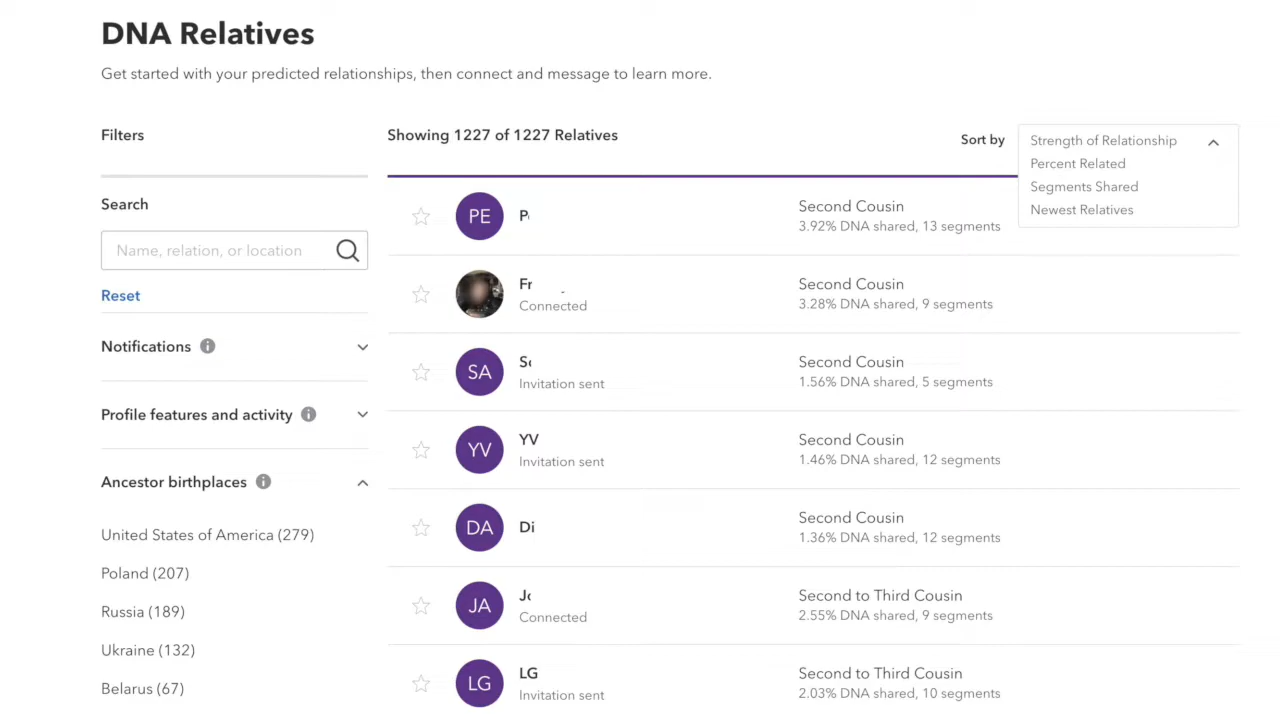 DNA Relatives
Get started with your predicted relationships, then connect and message to learn more.
Filters
Showing 1227 of 1227 Relatives
Sort by
Strength of Relationship
Percent Related
Segments Shared
Newest Relatives
Search
Name, relation, or location
Reset
Notifications
Profile features and activity
Ancestor birthplaces
United States of America (279)
Poland (207)
Russia (189)
Ukraine (132)
Belarus (67)
PE
Second Cousin
3.92% DNA shared, 13 segments
Fr
Connected
Second Cousin
3.28% DNA shared, 9 segments
SA
Invitation sent
Second Cousin
1.56% DNA shared, 5 segments
YV YV
Invitation sent
Second Cousin
1.46% DNA shared, 12 segments
DA Di
Second Cousin
1.36% DNA shared, 12 segments
JA
Connected
Second to Third Cousin
2.55% DNA shared, 9 segments
LG LG
Invitation sent
Second to Third Cousin
2.03% DNA shared, 10 segments